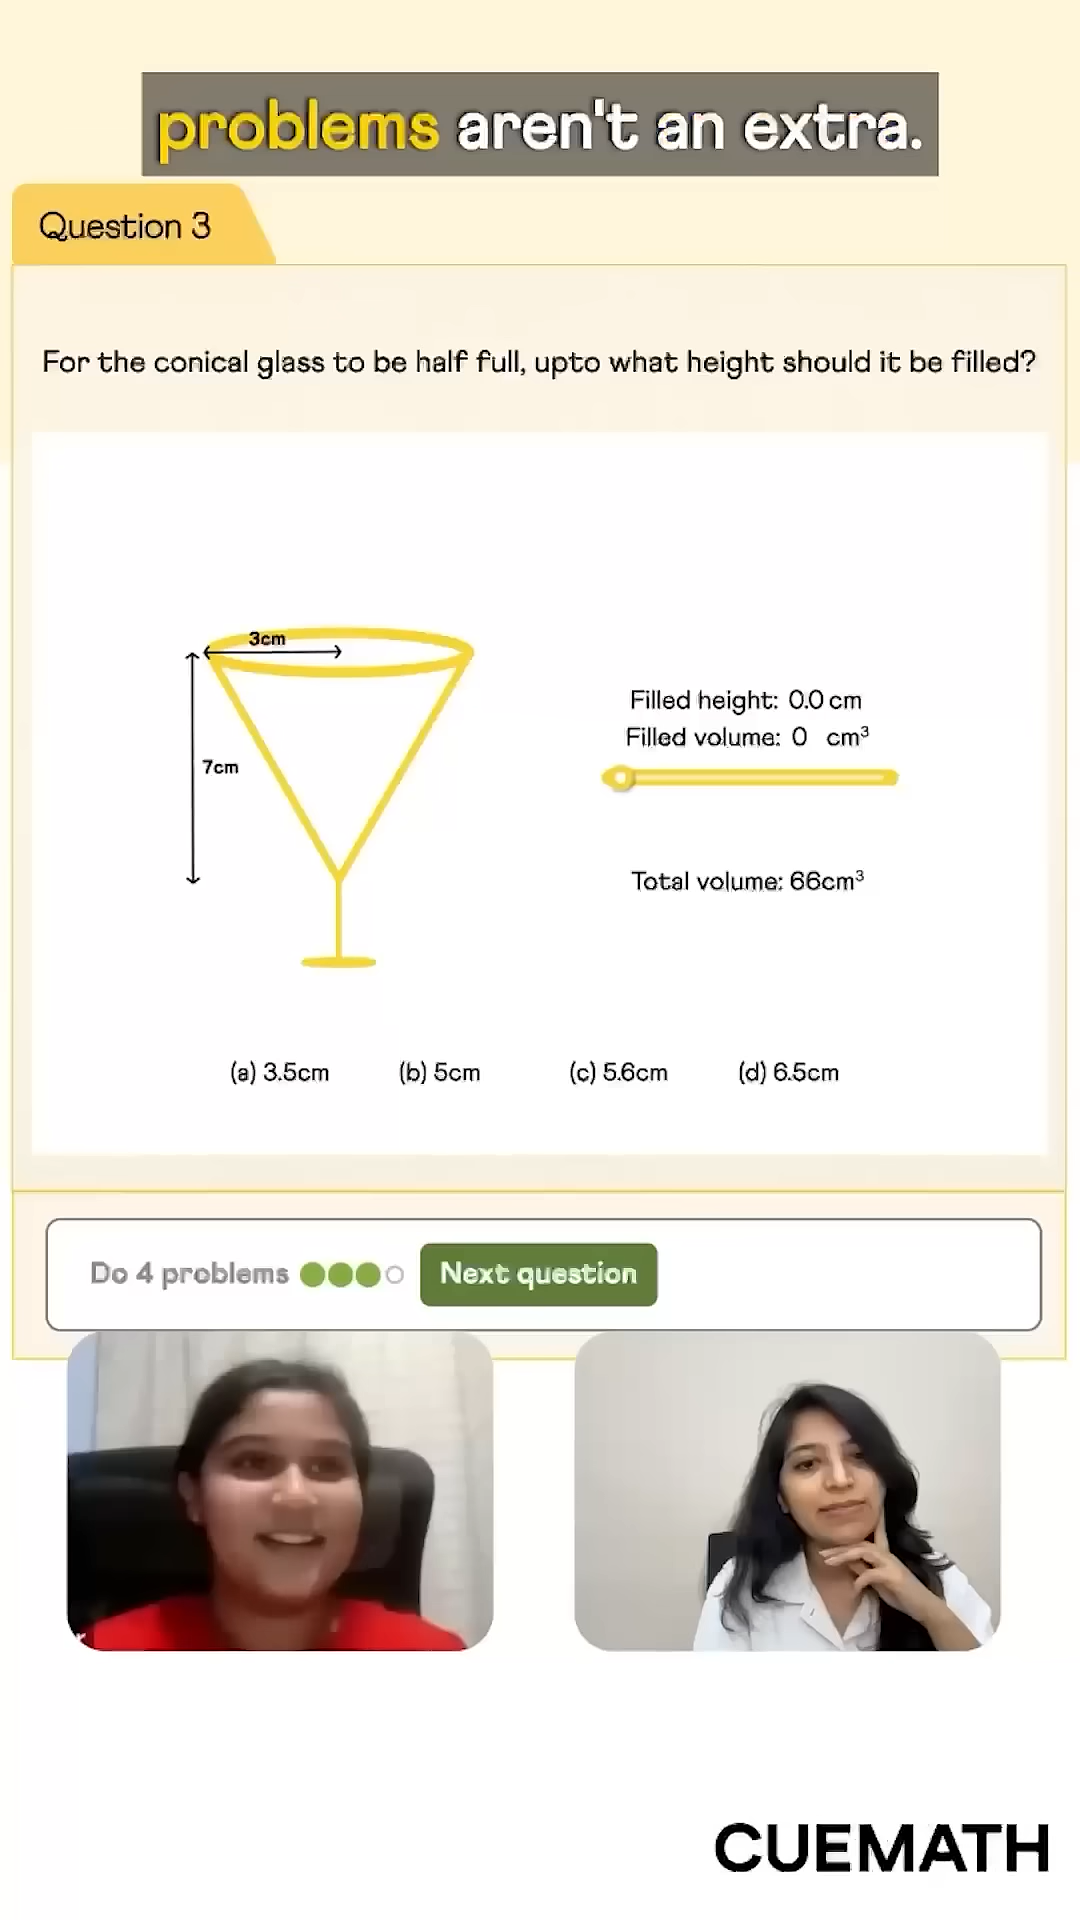 problems aren't an extra.
Question 3
For the conical glass to be half full, upto what height should it be filled?
3cm
7cm
Filled height: 0.0 cm
Filled volume: 0 cm³
Total volume: 66cm³
(a) 3.5cm (b) 5cm (c) 5.6cm (d) 6.5cm
Do 4 problems Next question
CUEMATH